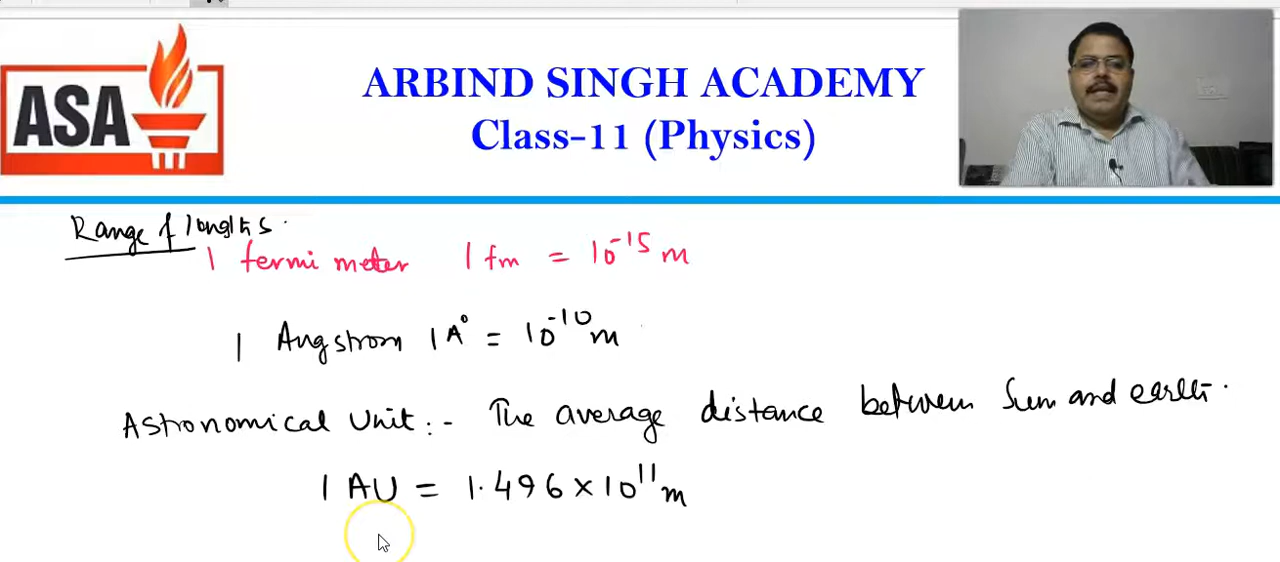 ASA
ARBIND SINGH ACADEMY
Class-11 (Physics)
Range of lengths.
1 fermi meter 1 fm = 10⁻¹⁵ m
1 Angstrom 1 A° = 10⁻¹⁰ m
Astronomical Unit :- The average distance between Sun and earth.
1 AU = 1.496 × 10¹¹ m